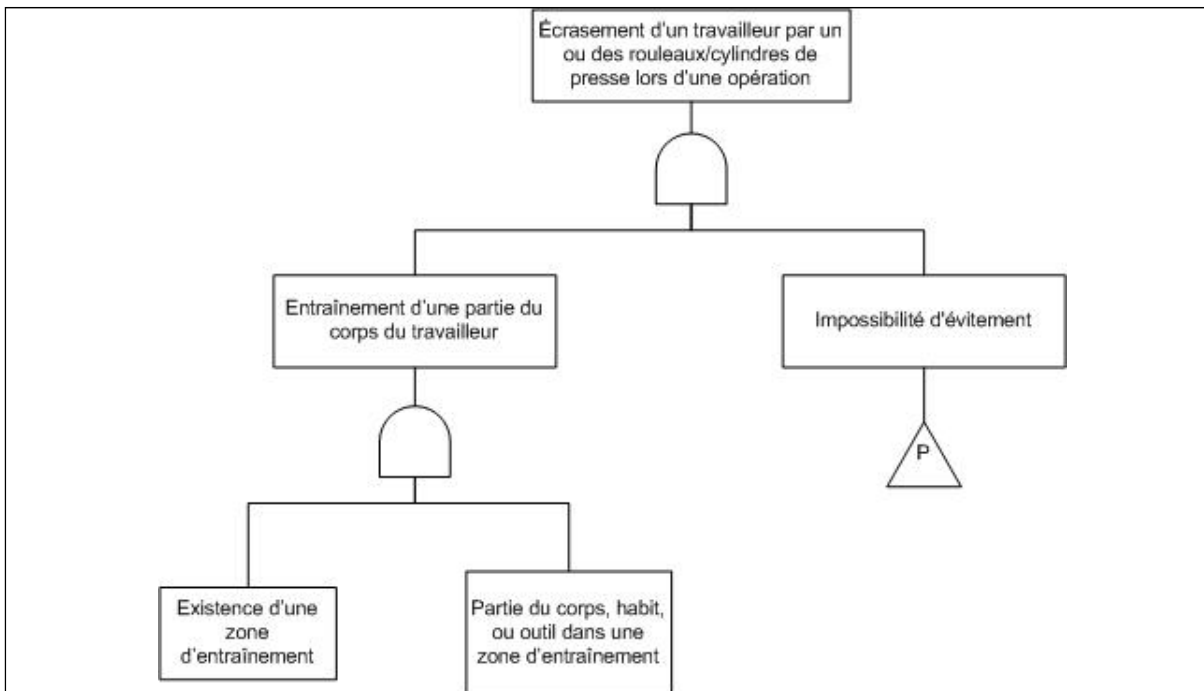 Écrasement d'un travailleur par un
ou des rouleaux/cylindres de
presse lors d'une opération
Entraînement d'une partie du
corps du travailleur
Impossibilité d'évitement
P
Existence d'une
zone
d'entraînement
Partie du corps, habit,
ou outil dans une
zone d'entraînement